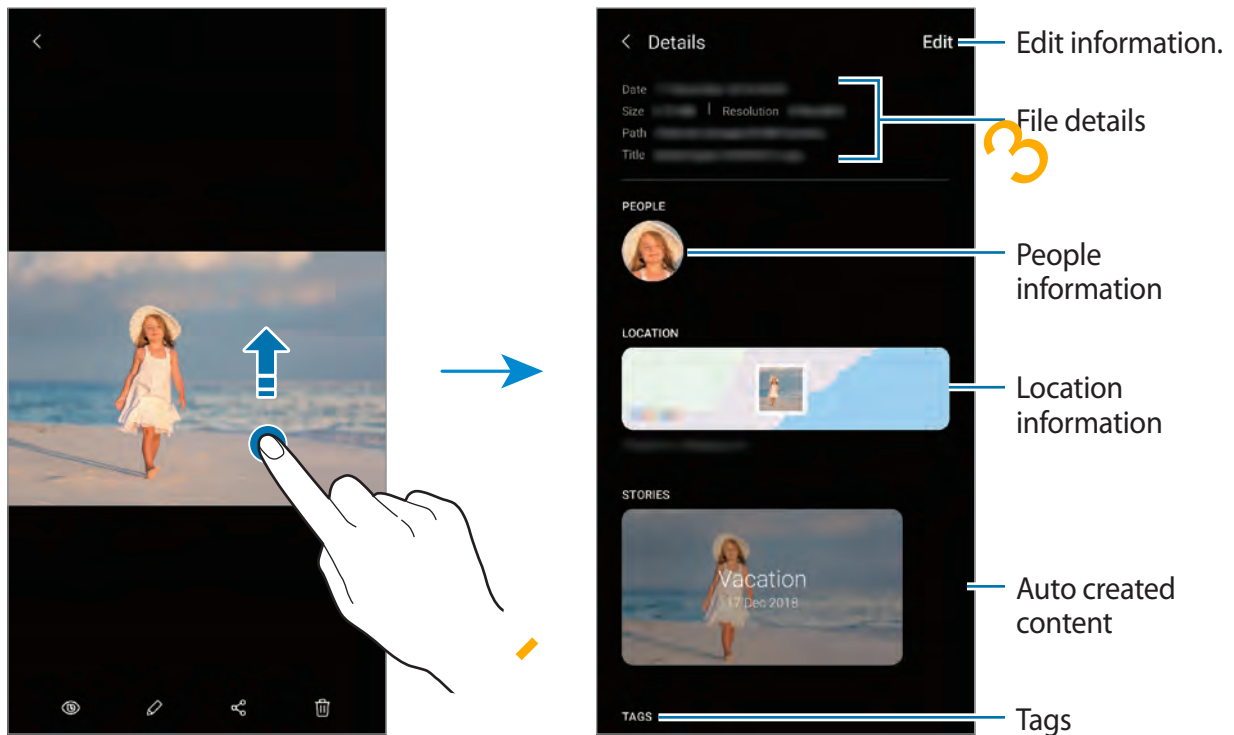 Details
Edit
Edit information.
Date
Size | Resolution
Path
Title
File details
3
PEOPLE
People
information
LOCATION
Location
information
STORIES
Vacation
17 Dec 2018
Auto created
content
TAGS
Tags